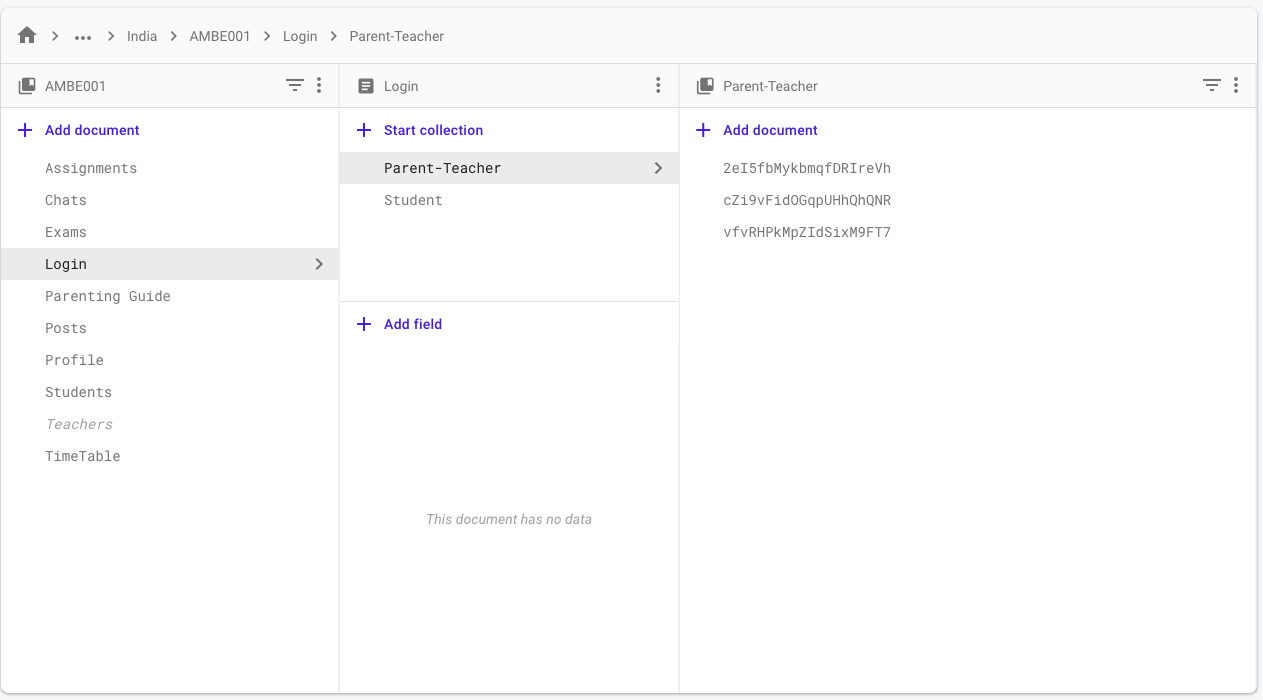 ... India AMBE001 Login Parent-Teacher
AMBE001
Add document
Assignments
Chats
Exams
Login
Parenting Guide
Posts
Profile
Students
Teachers
TimeTable
Login
Start collection
Parent-Teacher
Student
Add field
This document has no data
Parent-Teacher
Add document
2eI5fbMykbmqfDRIreVh
cZi9vFidOGqpUHhQhQNR
vfvRHPkMpZIdSixM9FT7